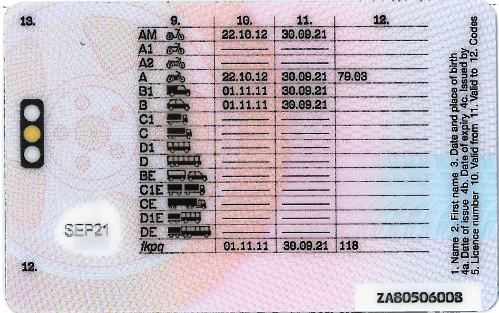 13. 9. 10. 11. 12.
AM 22.10.12 30.09.21
A1
A2
A 22.10.12 30.09.21 79.03
B1 01.11.11 30.09.21
B 01.11.11 30.09.21
C1
C
D1
D
BE
C1E
CE
D1E
DE
fkpq 01.11.11 30.09.21 118
SEP21
12.
ZA80506008
1. Name 2. First name 3. Date and place of birth
4a. Date of issue 4b. Date of expiry 4c. Issued by
5. Licence number 10. Valid from 11. Valid to 12. Codes